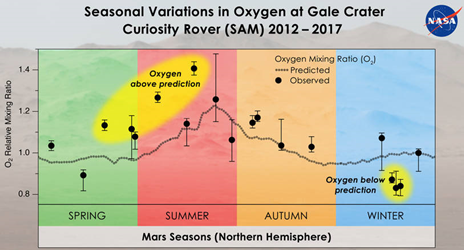 Seasonal Variations in Oxygen at Gale Crater
Curiosity Rover (SAM) 2012 – 2017
NASA
Oxygen Mixing Ratio (O2)
Predicted
Observed
Oxygen
above prediction
Oxygen below
prediction
O2 Relative Mixing Ratio
1.4
1.2
1.0
0.8
SPRING
SUMMER
AUTUMN
WINTER
Mars Seasons (Northern Hemisphere)